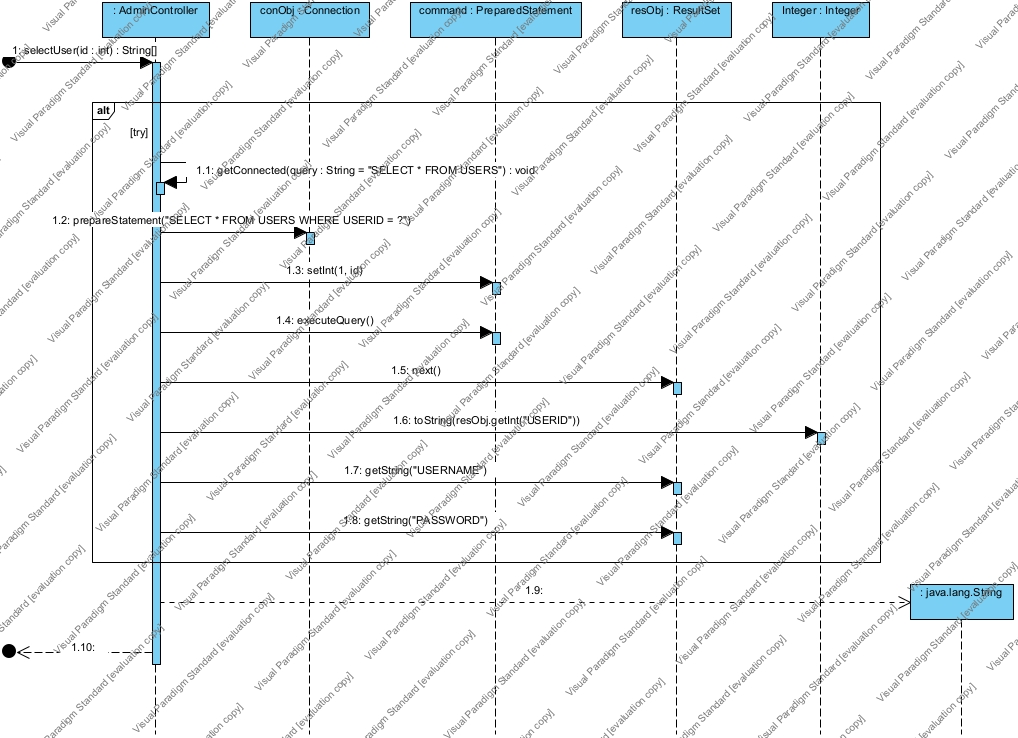 : AdminController
conObj : Connection
command : PreparedStatement
resObj : ResultSet
Integer : Integer
1: selectUser(id : int) : String[]
alt
[try]
1.1: getConnected(query : String = "SELECT * FROM USERS") : void
1.2: prepareStatement("SELECT * FROM USERS WHERE USERID = ?")
1.3: setInt(1, id)
1.4: executeQuery()
1.5: next()
1.6: toString(resObj.getInt("USERID"))
1.7: getString("USERNAME")
1.8: getString("PASSWORD")
1.9:
: java.lang.String
1.10:
Visual Paradigm Standard [evaluation copy]